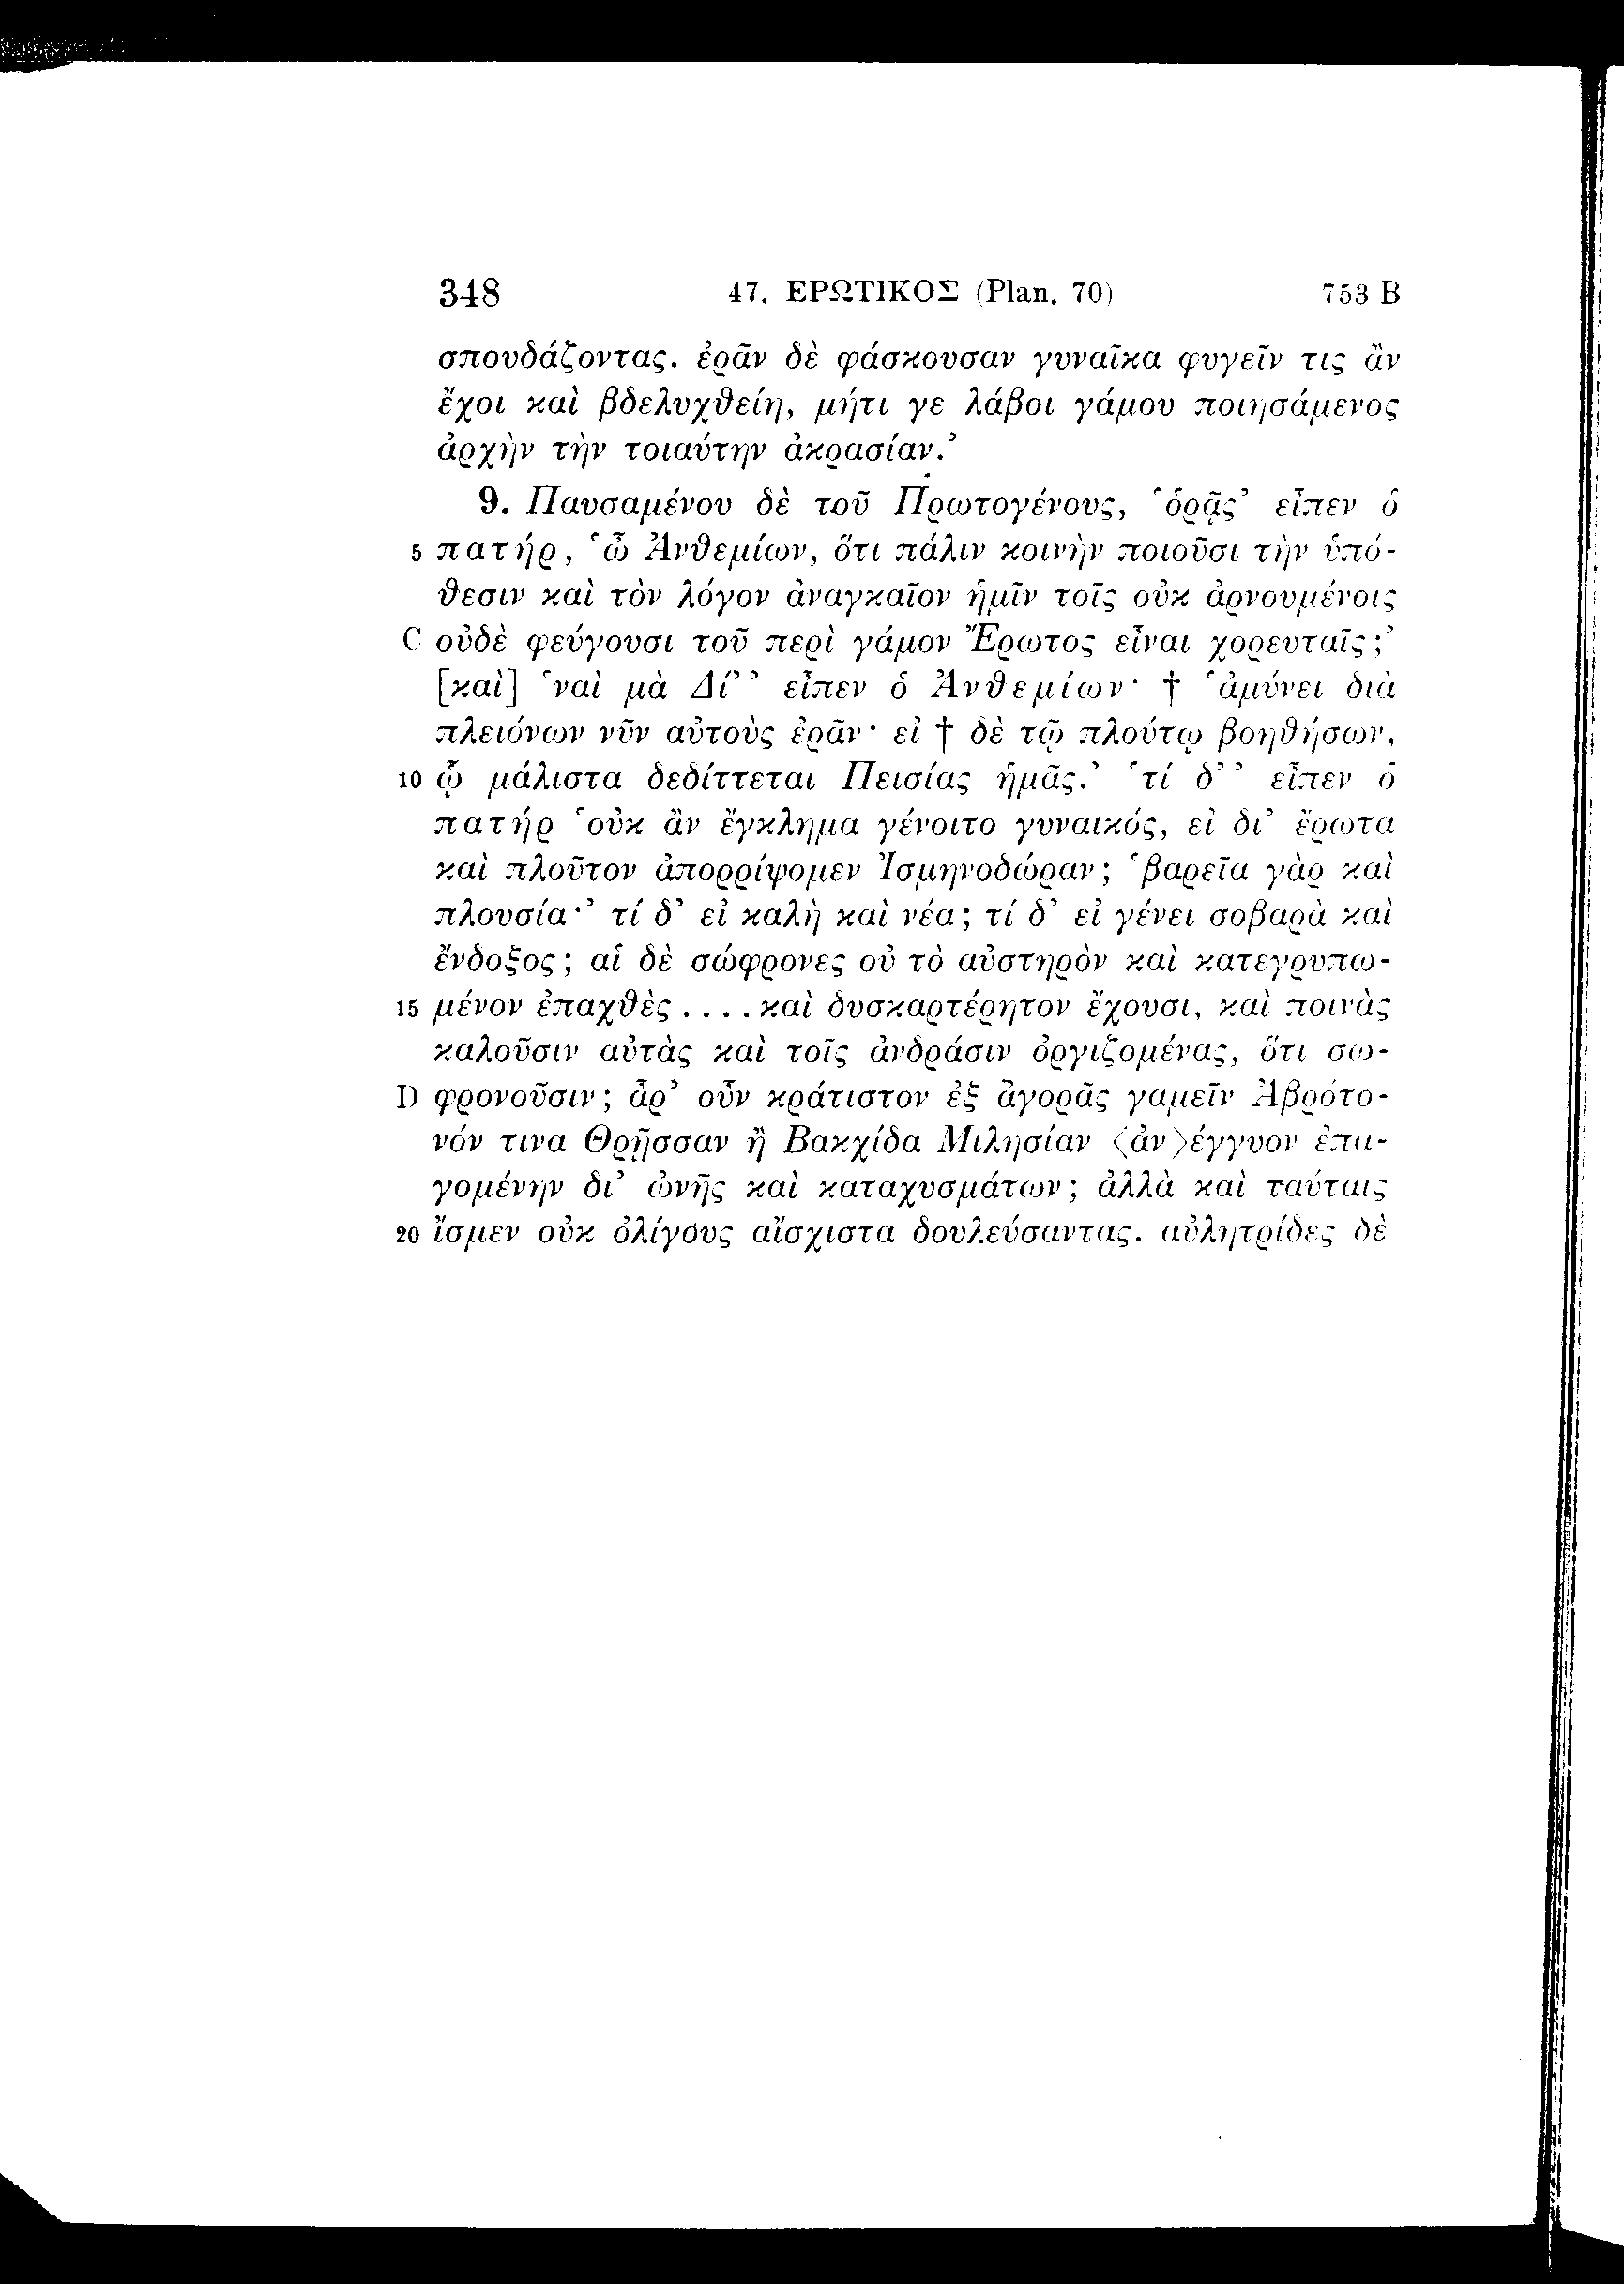 348 47. ΕΡΩΤΙΚΟΣ (Plan. 70) 753 B
σπουδάζοντας. ἐρᾶν δὲ φάσκουσαν γυναῖκα φυγεῖν τις ἂν
ἔχοι καὶ βδελυχθείη, μήτι γε λάβοι γάμου ποιησάμενος
ἀρχὴν τὴν τοιαύτην ἀκρασίαν.’
9. Παυσαμένου δὲ τοῦ Πρωτογένους, ‘ὁρᾷς’ εἶπεν ὁ
5 πατήρ, ‘ὦ Ἀνθεμίων, ὅτι πάλιν κοινὴν ποιοῦσι τὴν ὑπό-
θεσιν καὶ τὸν λόγον ἀναγκαῖον ἡμῖν τοῖς οὐκ ἀρνουμένοις
C οὐδὲ φεύγουσι τοῦ περὶ γάμον Ἔρωτος εἶναι χορευταῖς;’
[καὶ] ‘ναὶ μὰ Δί’’ εἶπεν ὁ Ἀνθεμίων· † ‘ἀμύνει διὰ
πλειόνων νῦν αὐτοὺς ἐρᾶν· εἰ † δὲ τῷ πλούτῳ βοηθήσων,
10 ᾧ μάλιστα δεδίττεται Πεισίας ἡμᾶς.’ ‘τί δ’’ εἶπεν ὁ
πατήρ ‘οὐκ ἂν ἔγκλημα γένοιτο γυναικός, εἰ δι’ ἔρωτα
καὶ πλοῦτον ἀπορρίψομεν Ἰσμηνοδώραν; ‘βαρεῖα γὰρ καὶ
πλουσία·’ τί δ’ εἰ καλὴ καὶ νέα; τί δ’ εἰ γένει σοβαρὰ καὶ
ἔνδοξος; αἱ δὲ σώφρονες οὐ τὸ αὐστηρὸν καὶ κατεγρυπω-
15 μένον ἐπαχθὲς .... καὶ δυσκαρτέρητον ἔχουσι, καὶ ποινὰς
καλοῦσιν αὐτὰς καὶ τοῖς ἀνδράσιν ὀργιζομένας, ὅτι σω-
D φρονοῦσιν; ἆρ’ οὖν κράτιστον ἐξ ἀγορᾶς γαμεῖν Ἀβρότο-
νόν τινα Θρῇσσαν ἢ Βακχίδα Μιλησίαν ⟨ἀν⟩έγγυον ἐπα-
γομένην δι’ ὠνῆς καὶ καταχυσμάτων; ἀλλὰ καὶ ταύταις
20 ἴσμεν οὐκ ὀλίγους αἴσχιστα δουλεύσαντας. αὐλητρίδες δὲ